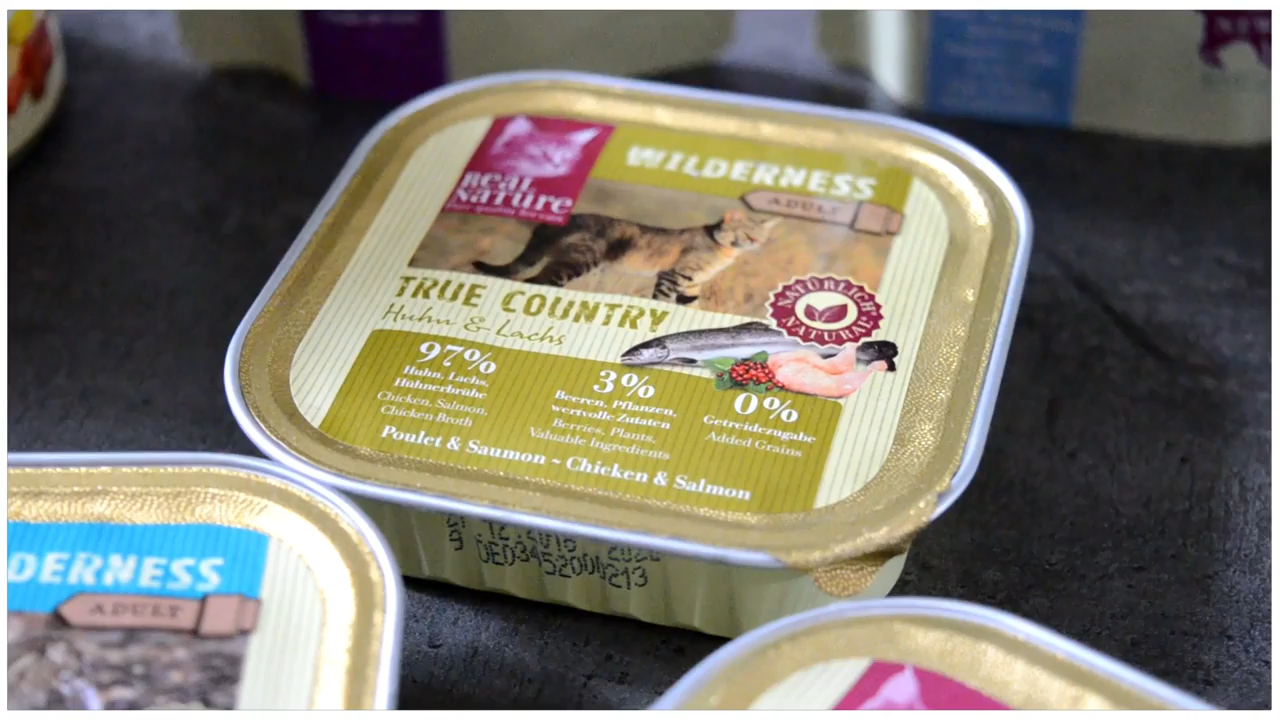 REAL
NATURE
WILDERNESS
ADULT
TRUE COUNTRY
Huhn & Lachs
NATÜRLICH
NATURAL
97%
Huhn, Lachs,
Hühnerbrühe
Chicken, Salmon,
Chicken Broth
3%
Beeren, Pflanzen,
wertvolle Zutaten
Berries, Plants,
Valuable Ingredients
0%
Getreidezugabe
Added Grains
Poulet & Saumon ~ Chicken & Salmon
DERNESS
ADULT